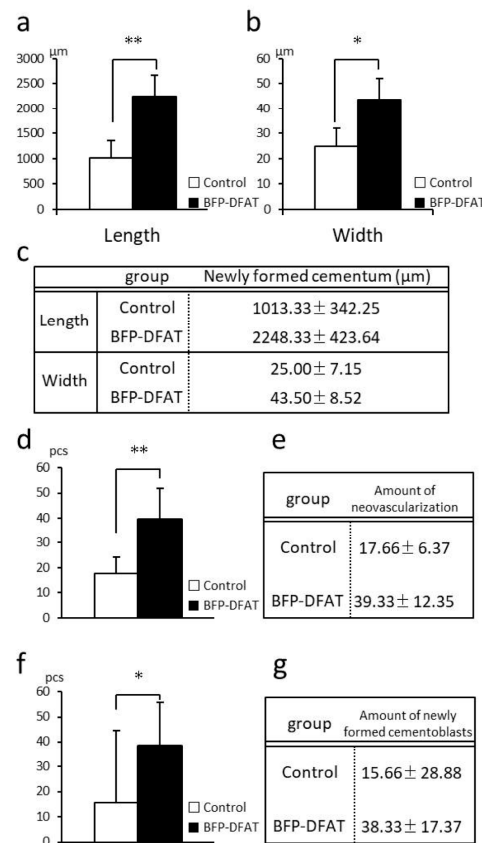 a
μm
3000
2500
2000
1500
1000
500
0
**
Control
BFP-DFAT
Length
b
μm
60
50
40
30
20
10
0
*
Control
BFP-DFAT
Width
c
group Newly formed cementum (μm)
Length Control 1013.33±342.25
BFP-DFAT 2248.33±423.64
Width Control 25.00±7.15
BFP-DFAT 43.50±8.52
d
pcs
60
50
40
30
20
10
0
**
Control
BFP-DFAT
e
group Amount of
neovascularization
Control 17.66±6.37
BFP-DFAT 39.33±12.35
f
pcs
60
50
40
30
20
10
0
*
Control
BFP-DFAT
g
group Amount of newly
formed cementoblasts
Control 15.66±28.88
BFP-DFAT 38.33±17.37